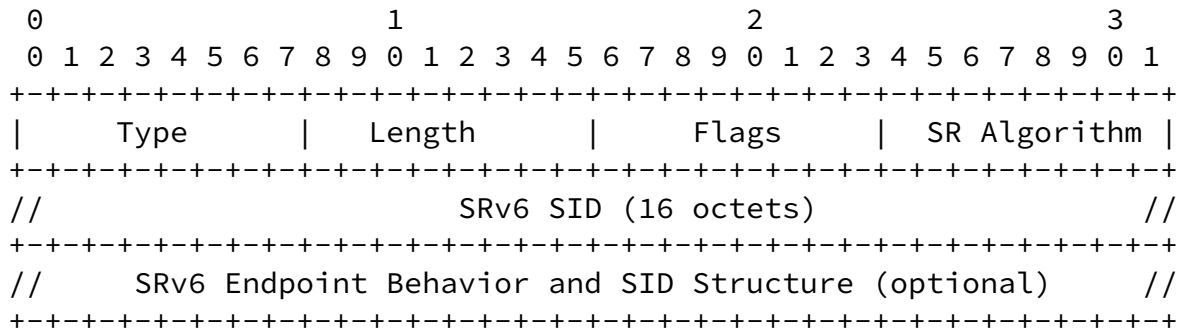 0                   1                   2                   3
 0 1 2 3 4 5 6 7 8 9 0 1 2 3 4 5 6 7 8 9 0 1 2 3 4 5 6 7 8 9 0 1
+-+-+-+-+-+-+-+-+-+-+-+-+-+-+-+-+-+-+-+-+-+-+-+-+-+-+-+-+-+-+-+-+
|     Type      |   Length      |     Flags     |  SR Algorithm |
+-+-+-+-+-+-+-+-+-+-+-+-+-+-+-+-+-+-+-+-+-+-+-+-+-+-+-+-+-+-+-+-+
//                       SRv6 SID (16 octets)                  //
+-+-+-+-+-+-+-+-+-+-+-+-+-+-+-+-+-+-+-+-+-+-+-+-+-+-+-+-+-+-+-+-+
//     SRv6 Endpoint Behavior and SID Structure (optional)     //
+-+-+-+-+-+-+-+-+-+-+-+-+-+-+-+-+-+-+-+-+-+-+-+-+-+-+-+-+-+-+-+-+